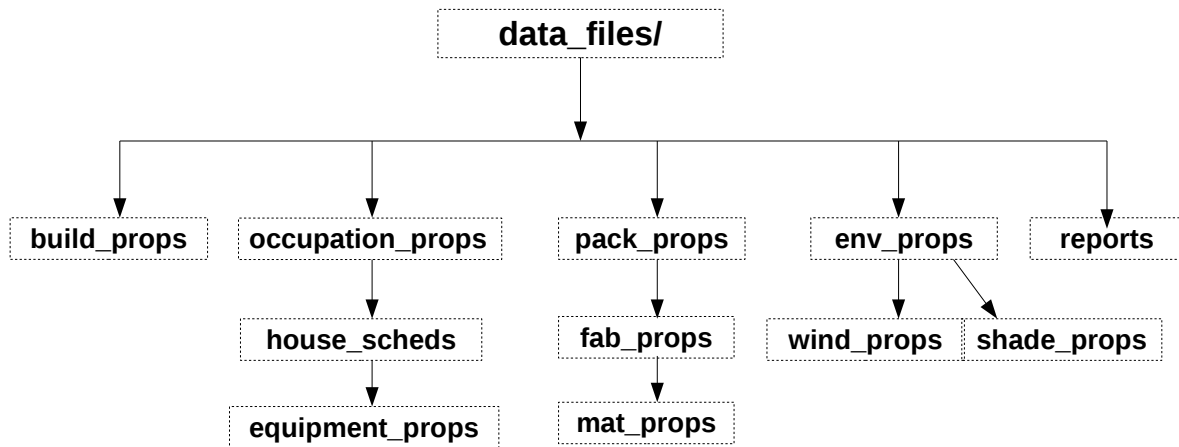 data_files/
build_props
occupation_props
pack_props
env_props
reports
house_scheds
fab_props
wind_props
shade_props
equipment_props
mat_props